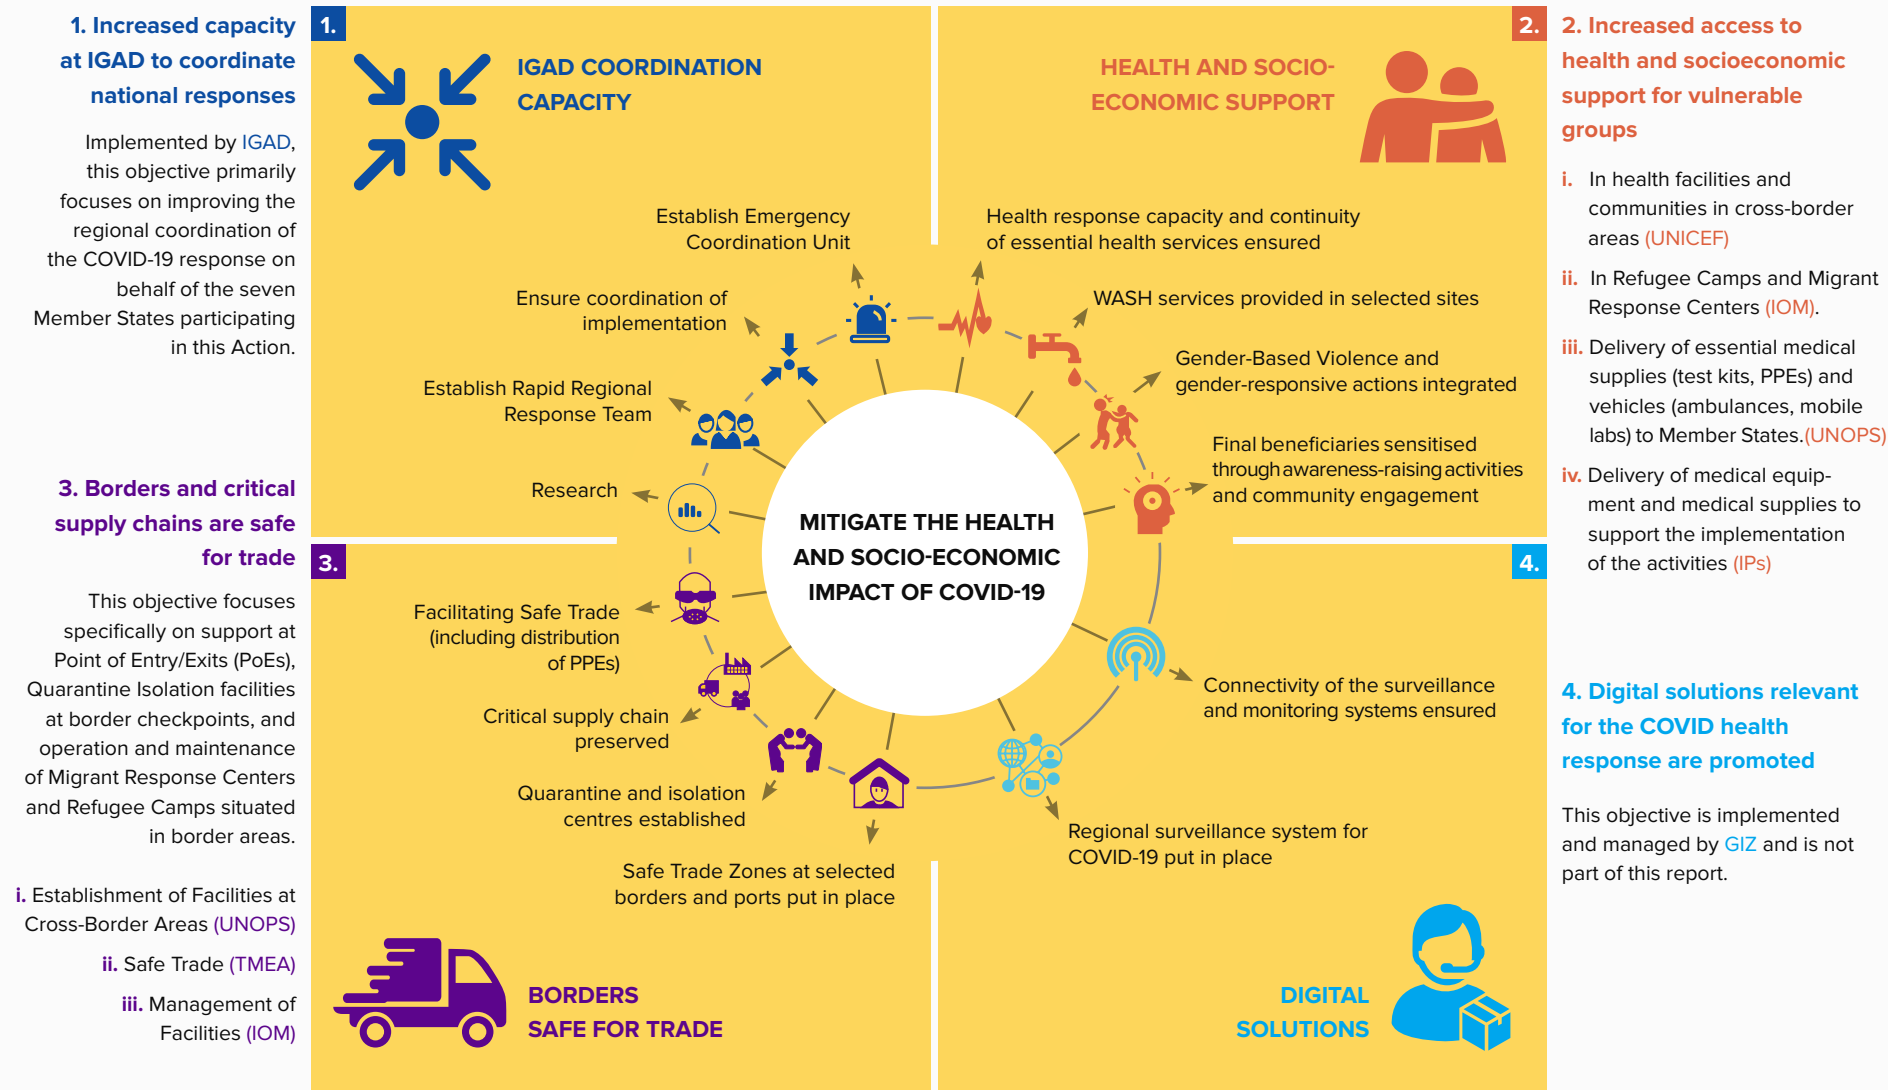 1. Increased capacity
at IGAD to coordinate
national responses
Implemented by IGAD,
this objective primarily
focuses on improving the
regional coordination of
the COVID-19 response on
behalf of the seven
Member States participating
in this Action.
3. Borders and critical
supply chains are safe
for trade
This objective focuses
specifically on support at
Point of Entry/Exits (PoEs),
Quarantine Isolation facilities
at border checkpoints, and
operation and maintenance
of Migrant Response Centers
and Refugee Camps situated
in border areas.
i. Establishment of Facilities at
Cross-Border Areas (UNOPS)
ii. Safe Trade (TMEA)
iii. Management of
Facilities (IOM)
1.
IGAD COORDINATION
CAPACITY
Establish Emergency
Coordination Unit
Ensure coordination of
implementation
Establish Rapid Regional
Response Team
Research
2.
HEALTH AND SOCIO-
ECONOMIC SUPPORT
Health response capacity and continuity
of essential health services ensured
WASH services provided in selected sites
Gender-Based Violence and
gender-responsive actions integrated
Final beneficiaries sensitised
through awareness-raising activities
and community engagement
MITIGATE THE HEALTH
AND SOCIO-ECONOMIC
IMPACT OF COVID-19
3.
Facilitating Safe Trade
(including distribution
of PPEs)
Critical supply chain
preserved
Quarantine and isolation
centres established
Safe Trade Zones at selected
borders and ports put in place
BORDERS
SAFE FOR TRADE
4.
Connectivity of the surveillance
and monitoring systems ensured
Regional surveillance system for
COVID-19 put in place
DIGITAL
SOLUTIONS
2. Increased access to
health and socioeconomic
support for vulnerable
groups
i. In health facilities and
communities in cross-border
areas (UNICEF)
ii. In Refugee Camps and Migrant
Response Centers (IOM).
iii. Delivery of essential medical
supplies (test kits, PPEs) and
vehicles (ambulances, mobile
labs) to Member States.(UNOPS)
iv. Delivery of medical equip-
ment and medical supplies to
support the implementation
of the activities (IPs)
4. Digital solutions relevant
for the COVID health
response are promoted
This objective is implemented
and managed by GIZ and is not
part of this report.